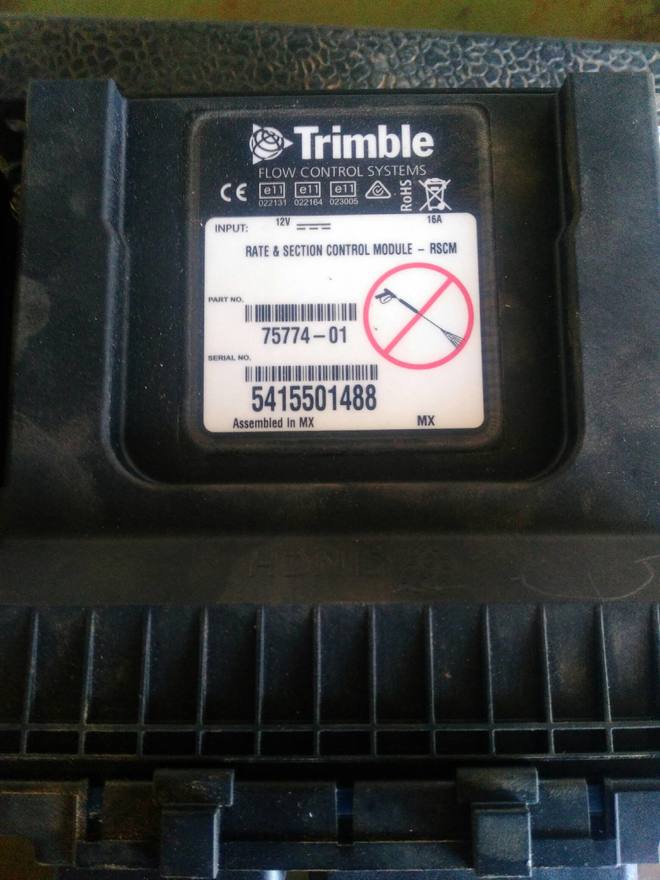 Trimble
FLOW CONTROL SYSTEMS
CE e11 e11 e11 RoHS
022131 022164 023005
INPUT: 12V 16A
RATE & SECTION CONTROL MODULE - RSCM
PART NO.
75774-01
SERIAL NO.
5415501488
Assembled In MX MX